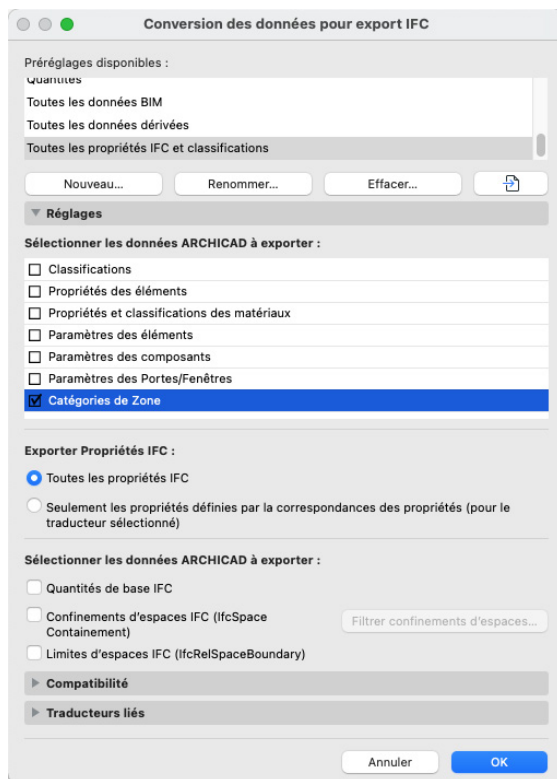 Conversion des données pour export IFC
Préréglages disponibles :
Quantités
Toutes les données BIM
Toutes les données dérivées
Toutes les propriétés IFC et classifications
Nouveau... Renommer... Effacer...
Réglages
Sélectionner les données ARCHICAD à exporter :
Classifications
Propriétés des éléments
Propriétés et classifications des matériaux
Paramètres des éléments
Paramètres des composants
Paramètres des Portes/Fenêtres
Catégories de Zone
Exporter Propriétés IFC :
Toutes les propriétés IFC
Seulement les propriétés définies par la correspondances des propriétés (pour le
traducteur sélectionné)
Sélectionner les données ARCHICAD à exporter :
Quantités de base IFC
Confinements d'espaces IFC (IfcSpace
Containement)
Filtrer confinements d'espaces...
Limites d'espaces IFC (IfcRelSpaceBoundary)
Compatibilité
Traducteurs liés
Annuler OK